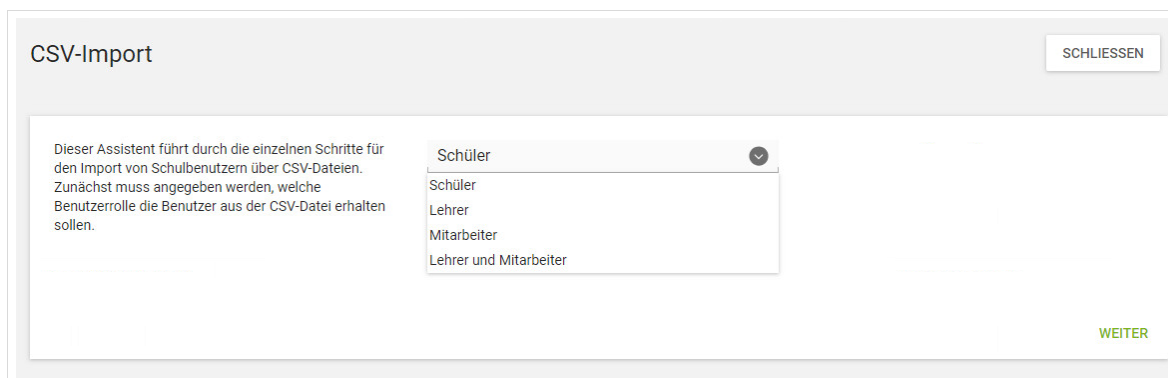 CSV-Import
SCHLIESSEN
Dieser Assistent führt durch die einzelnen Schritte für
den Import von Schulbenutzern über CSV-Dateien.
Zunächst muss angegeben werden, welche
Benutzerrolle die Benutzer aus der CSV-Datei erhalten
sollen.
Schüler
Schüler
Lehrer
Mitarbeiter
Lehrer und Mitarbeiter
WEITER